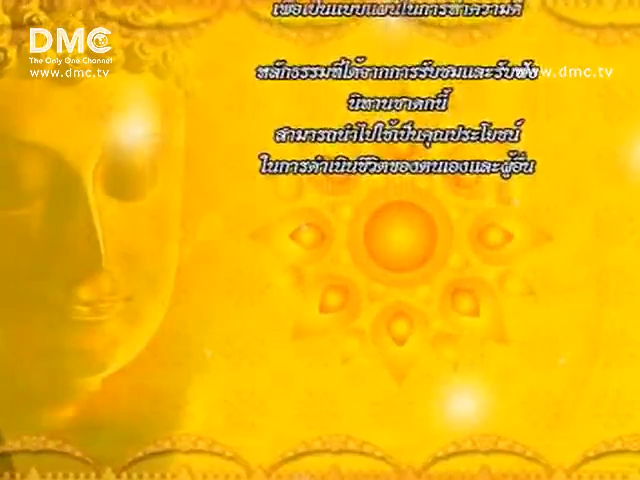 เพื่อเป็นแบบแผนในการทำความดี
DMC
The Only One Channel
www.dmc.tv
www.dmc.tv
หลักธรรมที่ได้จากการรับชมและรับฟัง
นิทานชาดกนี้
สามารถนำไปใช้เป็นคุณประโยชน์
ในการดำเนินชีวิตของตนเองและผู้อื่น